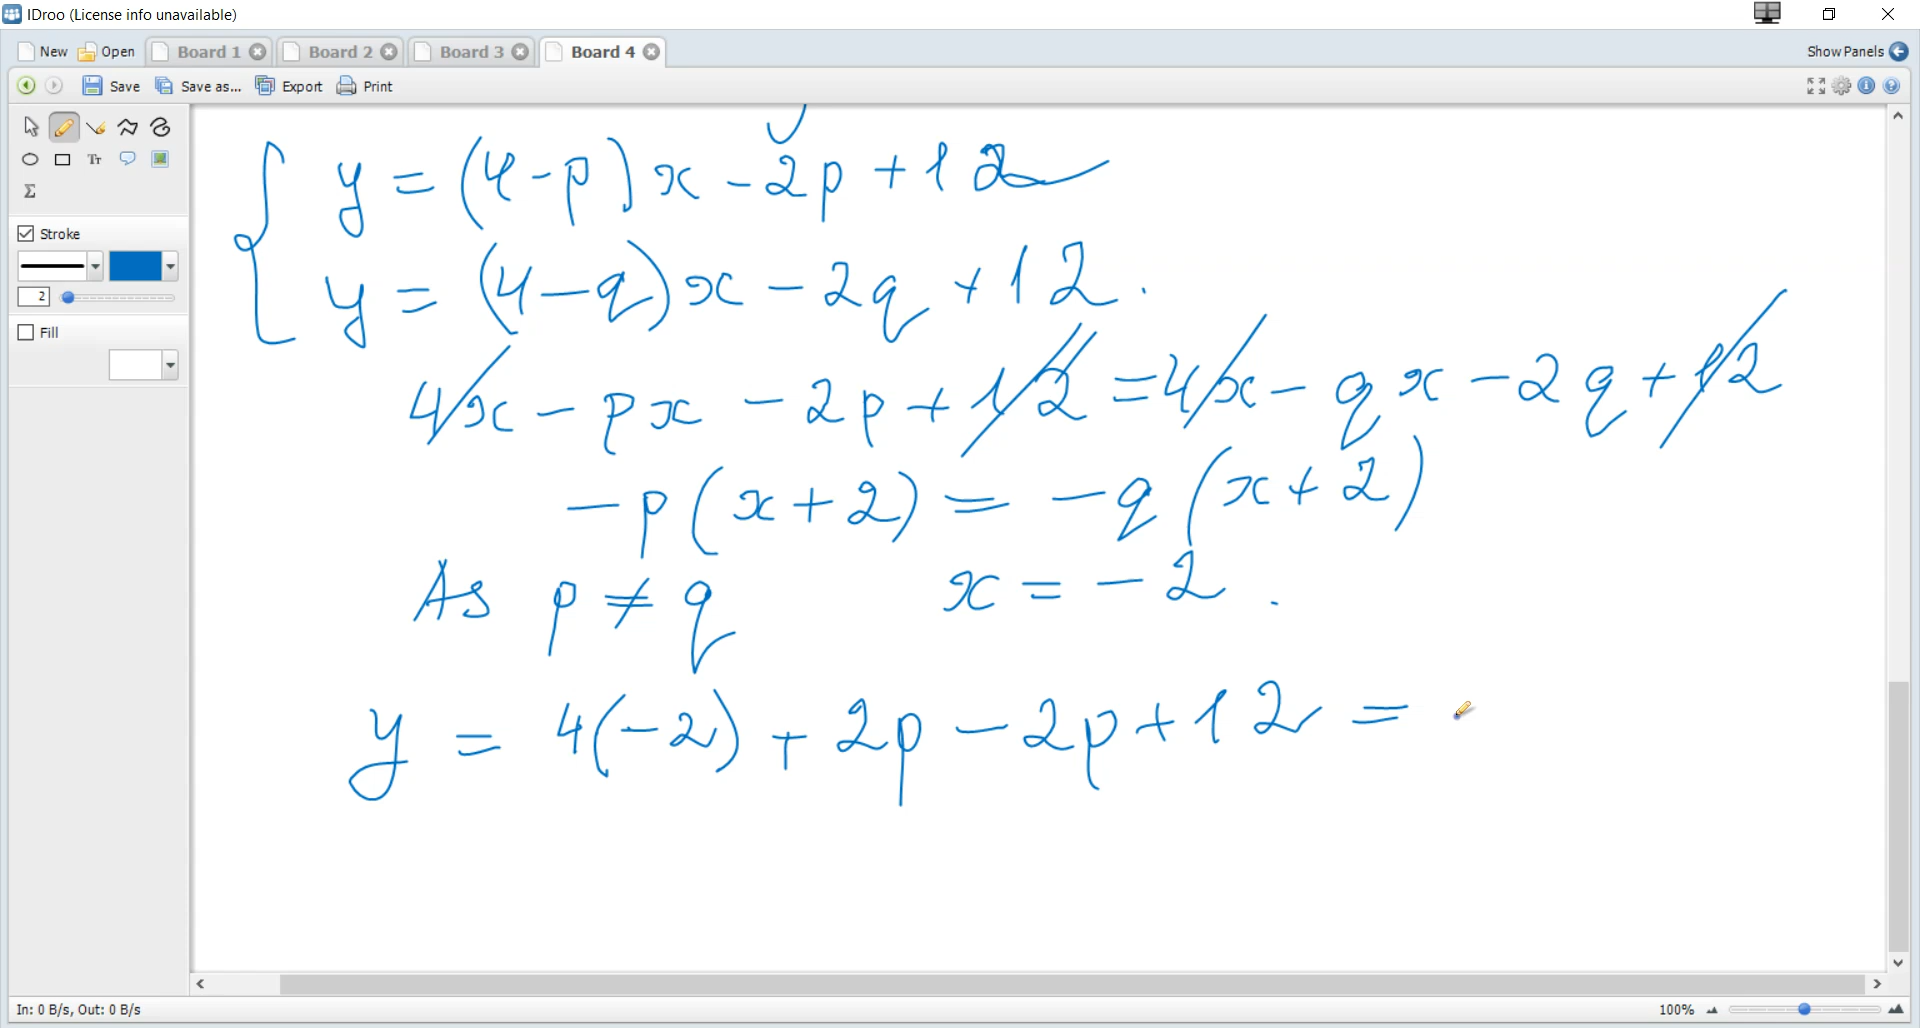 IDroo (License info unavailable)
New Open Board 1 Board 2 Board 3 Board 4 Show Panels
Save Save as... Export Print
Tt
Σ
Stroke
2
Fill
y = (4-p)x - 2p + 12
y = (4-q)x - 2q + 12.
4x - px - 2p + 12 = 4x - qx - 2q + 12
-p(x+2) = -q(x+2)
As p ≠ q x = -2.
y = 4(-2) + 2p - 2p + 12 =
In: 0 B/s, Out: 0 B/s 100%